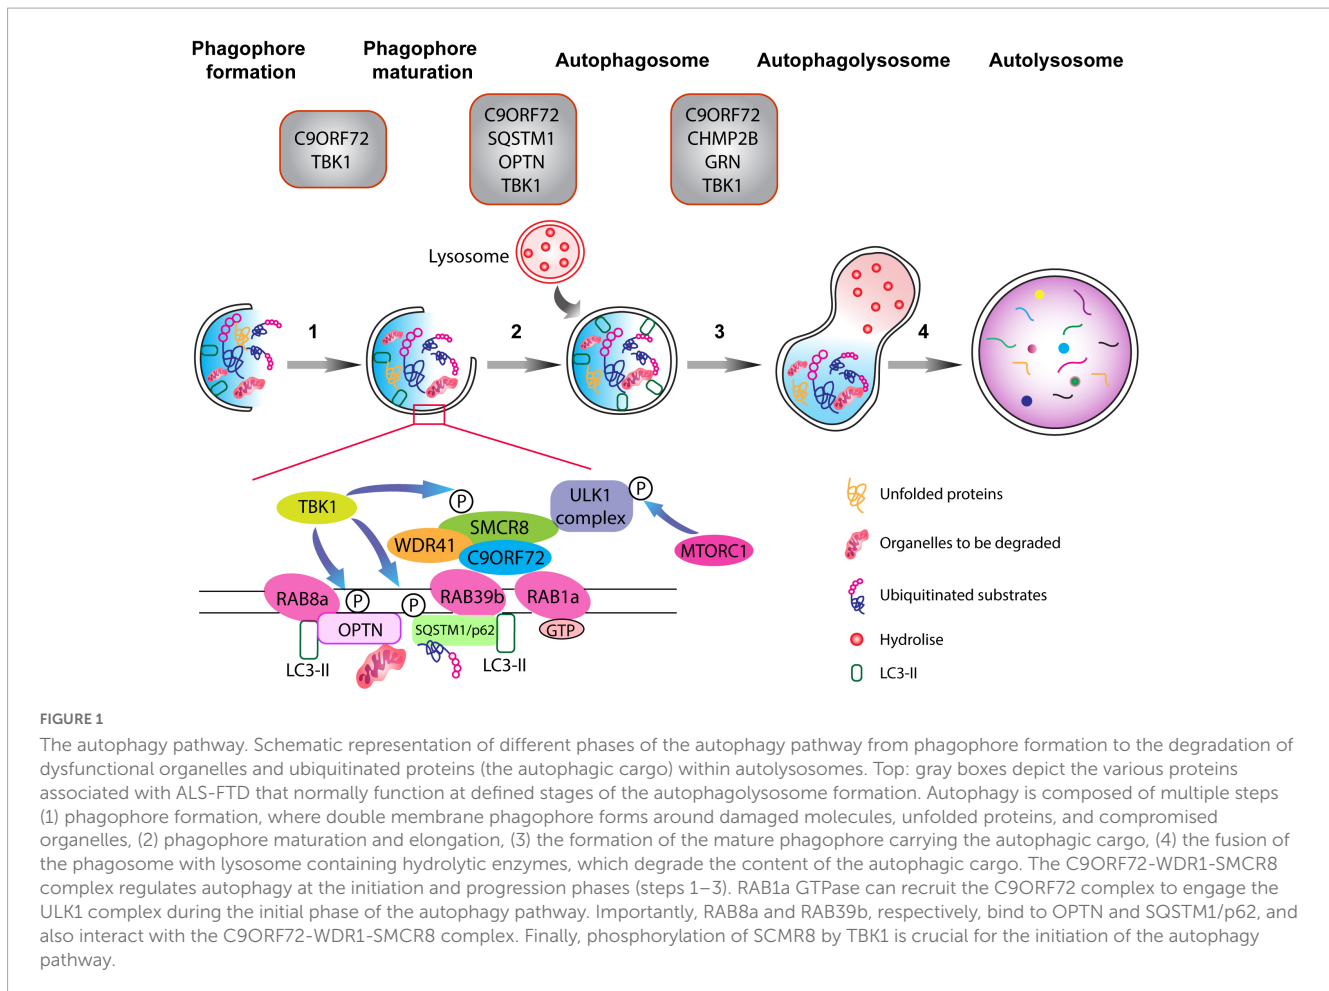 Phagophore
formation
Phagophore
maturation
Autophagosome
Autophagolysosome
Autolysosome
C9ORF72
TBK1
C9ORF72
SQSTM1
OPTN
TBK1
C9ORF72
CHMP2B
GRN
TBK1
Lysosome
1
2
3
4
TBK1
P
ULK1
complex
P
SMCR8
WDR41
C9ORF72
MTORC1
RAB8a
P
P
RAB39b
RAB1a
OPTN
SQSTM1/p62
GTP
LC3-II
LC3-II
Unfolded proteins
Organelles to be degraded
Ubiquitinated substrates
Hydrolise
LC3-II
FIGURE 1
The autophagy pathway. Schematic representation of different phases of the autophagy pathway from phagophore formation to the degradation of
dysfunctional organelles and ubiquitinated proteins (the autophagic cargo) within autolysosomes. Top: gray boxes depict the various proteins
associated with ALS-FTD that normally function at defined stages of the autophagolysosome formation. Autophagy is composed of multiple steps
(1) phagophore formation, where double membrane phagophore forms around damaged molecules, unfolded proteins, and compromised
organelles, (2) phagophore maturation and elongation, (3) the formation of the mature phagophore carrying the autophagic cargo, (4) the fusion of
the phagosome with lysosome containing hydrolytic enzymes, which degrade the content of the autophagic cargo. The C9ORF72-WDR1-SMCR8
complex regulates autophagy at the initiation and progression phases (steps 1–3). RAB1a GTPase can recruit the C9ORF72 complex to engage the
ULK1 complex during the initial phase of the autophagy pathway. Importantly, RAB8a and RAB39b, respectively, bind to OPTN and SQSTM1/p62, and
also interact with the C9ORF72-WDR1-SMCR8 complex. Finally, phosphorylation of SCMR8 by TBK1 is crucial for the initiation of the autophagy
pathway.